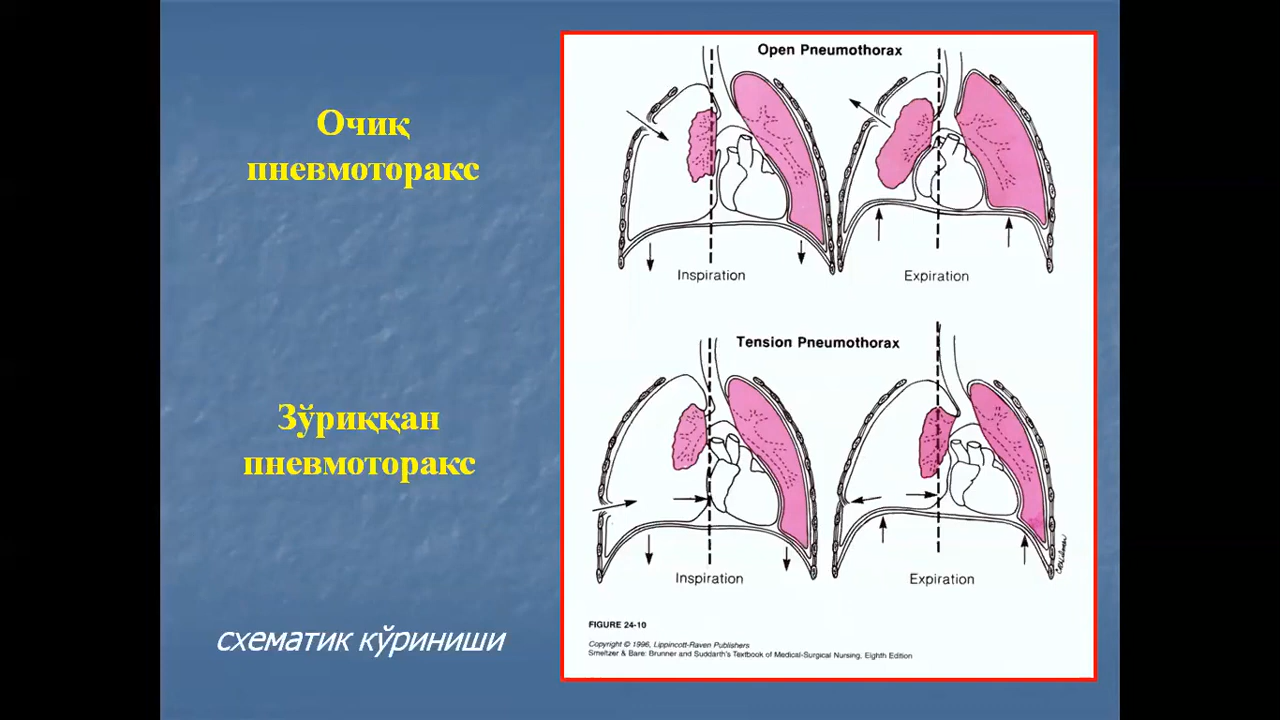 Очиқ
пневмоторакс
Зўриққан
пневмоторакс
схематик кўриниши
Open Pneumothorax
Inspiration
Expiration
Tension Pneumothorax
Inspiration
Expiration
FIGURE 24-10
Copyright © 1996, Lippincott-Raven Publishers
Smeltzer & Bare: Brunner and Suddarth's Textbook of Medical-Surgical Nursing, Eighth Edition